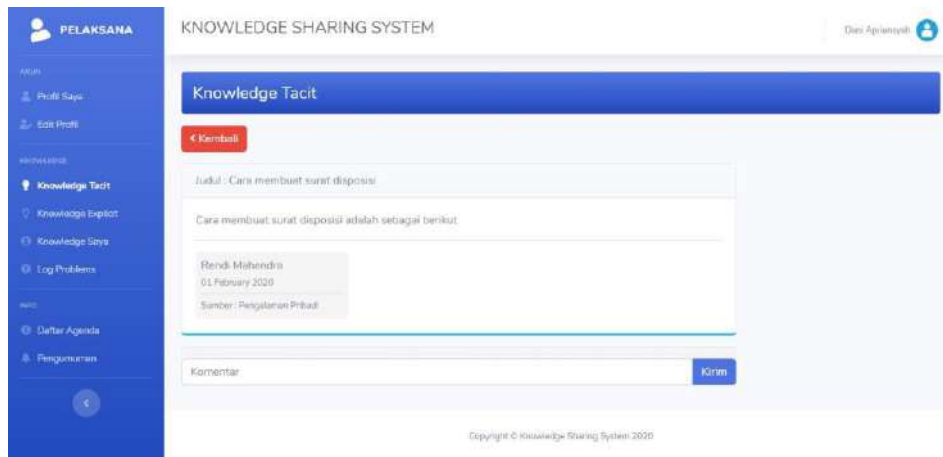 PELAKSANA
KNOWLEDGE SHARING SYSTEM
Profil Saya
Edit Profil
Knowledge Tacit
Knowledge Explicit
Knowledge Saya
Log Problems
Daftar Agenda
Pengumuman
Knowledge Tacit
Kembali
Judul : Cara membuat surat disposisi
Cara membuat surat disposisi adalah sebagai berikut
Rendi Mahendra
01 February 2020
Sumber : Pengalaman Pribadi
Komentar
Kirim
Copyright © Knowledge Sharing System 2020